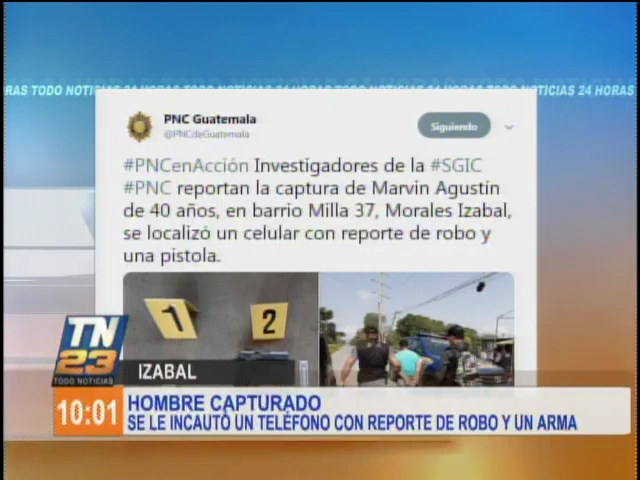 ORAS TODO NOTICIAS 24 HORAS TODO NOTICIAS 24 HORAS TODO NOTICIAS 24 HORAS
PNC Guatemala
@PNCdeGuatemala
Siguiendo
#PNCenAcción Investigadores de la #SGIC
#PNC reportan la captura de Marvin Agustín
de 40 años, en barrio Milla 37, Morales Izabal,
se localizó un celular con reporte de robo y
una pistola.
1
2
TN
23
TODO NOTICIAS
IZABAL
10:01
HOMBRE CAPTURADO
SE LE INCAUTÓ UN TELÉFONO CON REPORTE DE ROBO Y UN ARMA